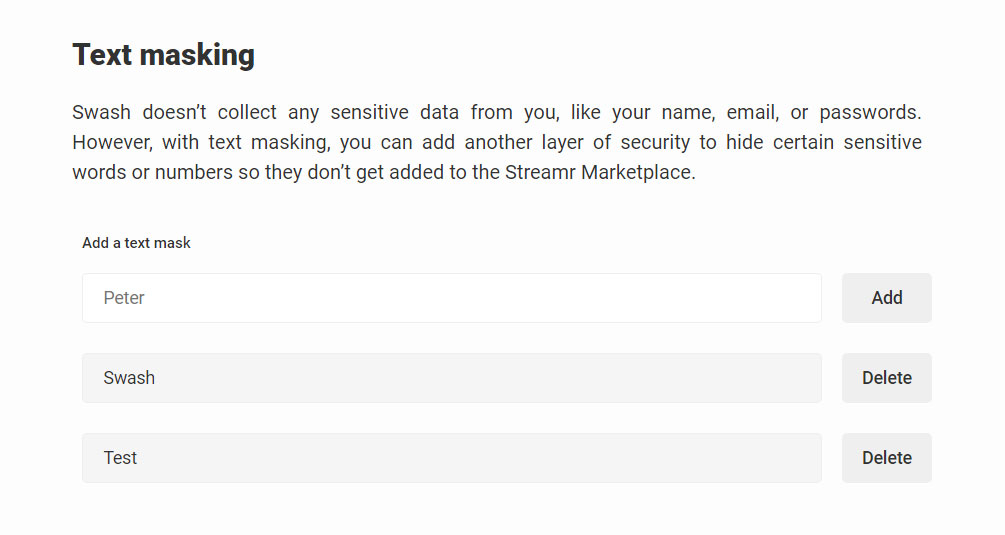 Text masking
Swash doesn’t collect any sensitive data from you, like your name, email, or passwords.
However, with text masking, you can add another layer of security to hide certain sensitive
words or numbers so they don’t get added to the Streamr Marketplace.
Add a text mask
Peter
Add
Swash
Delete
Test
Delete